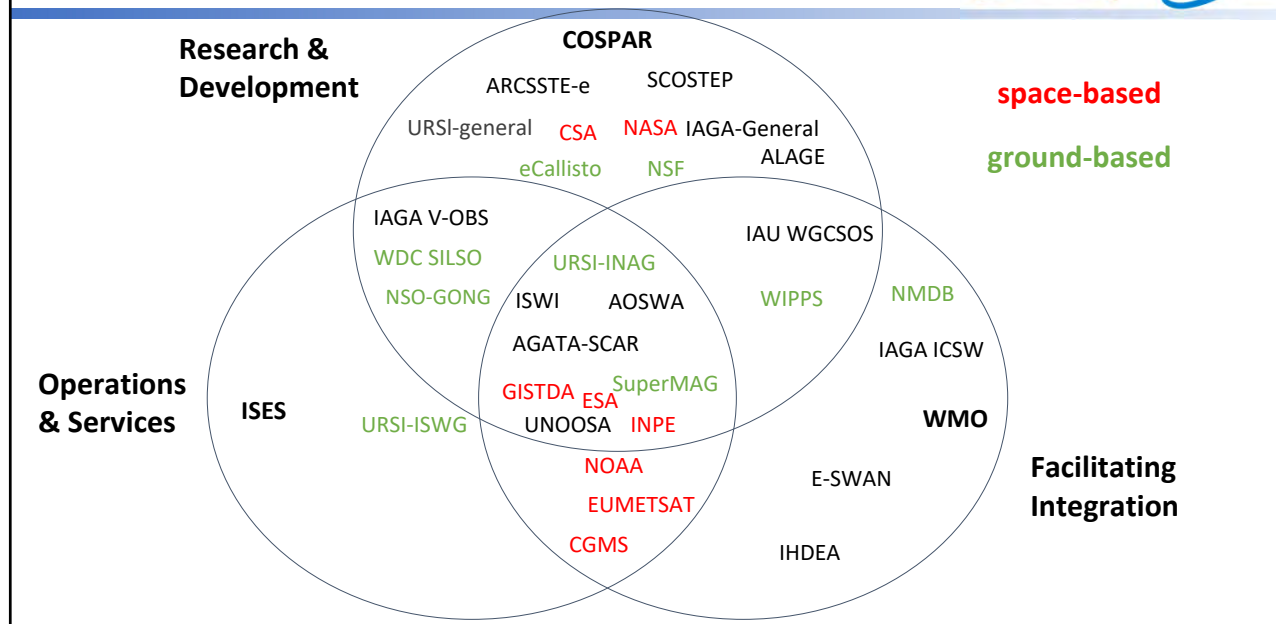 Research &
Development
COSPAR
ARCSSTE-e
SCOSTEP
space-based
URSI-general
CSA
NASA
IAGA-General
ALAGE
ground-based
eCallisto
NSF
IAGA V-OBS
IAU WGCSOS
WDC SILSO
URSI-INAG
NSO-GONG
ISWI
AOSWA
WIPPS
NMDB
AGATA-SCAR
IAGA ICSW
Operations
& Services
GISTDA
ESA
SuperMAG
ISES
URSI-ISWG
UNOOSA
INPE
WMO
NOAA
E-SWAN
Facilitating
Integration
EUMETSAT
CGMS
IHDEA